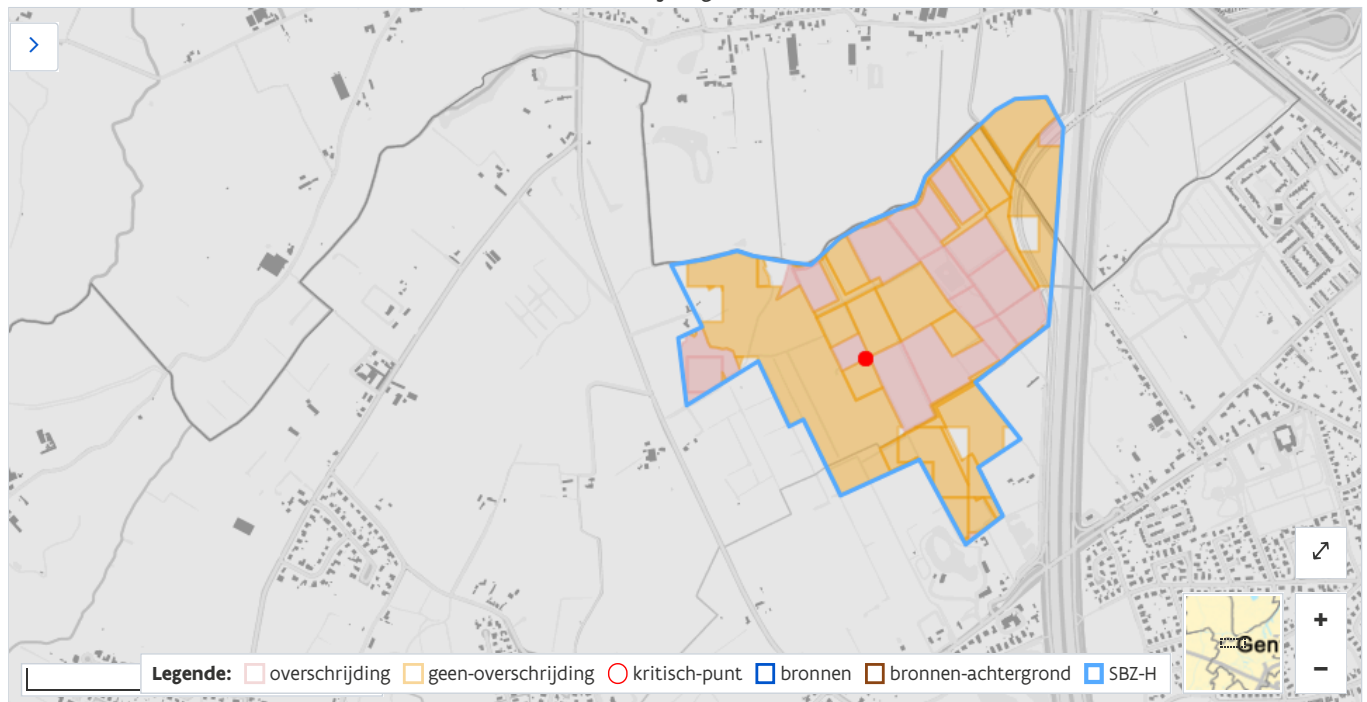 Gen
+
Legende: overschrijding geen-overschrijding kritisch-punt bronnen bronnen-achtergrond SBZ-H
−